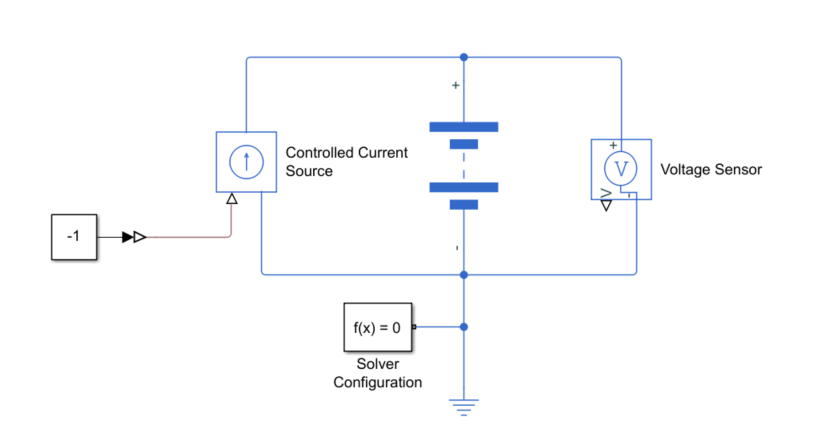 +
Controlled Current
Source
+
V
Voltage Sensor
V
-
-1
-
f(x) = 0
Solver
Configuration